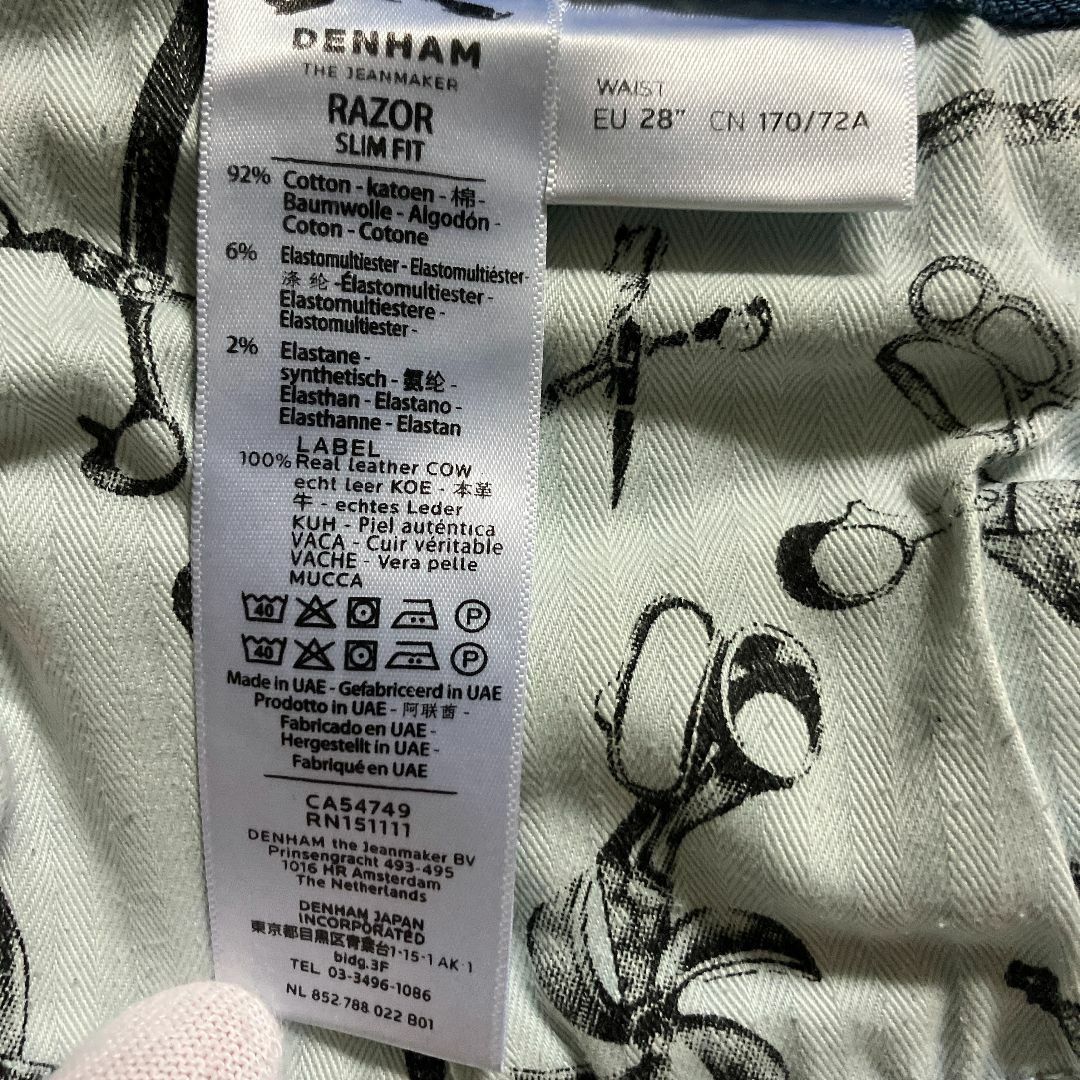 DENHAM
THE JEANMAKER
RAZOR
SLIM FIT
92% Cotton - katoen - 棉 -
Baumwolle - Algodón -
Coton - Cotone
6% Elastomultiester - Elastomultiéster-
涤 纶 -Élastomultiester -
Elastomultiestere -
Elastomultiester -
2% Elastane -
synthetisch - 氨纶 -
Elasthan - Elastano -
Elasthanne - Elastan
LABEL
100% Real leather COW
echt leer KOE - 本革
牛 - echtes Leder
KUH - Piel auténtica
VACA - Cuir véritable
VACHE - Vera pelle
MUCCA
40 P
40 P
Made in UAE - Gefabriceerd in UAE
Prodotto in UAE - 阿联酋 -
Fabricado en UAE -
Hergestellt in UAE -
Fabriqué en UAE
CA54749
RN151111
DENHAM the Jeanmaker BV
Prinsengracht 493-495
1016 HR Amsterdam
The Netherlands
DENHAM JAPAN
INCORPORATED
東京都目黒区青葉台1-15-1 AK-1
bldg.3F
TEL 03-3496-1086
NL 852 788 022 B01
WAIST
EU 28" CN 170/72A